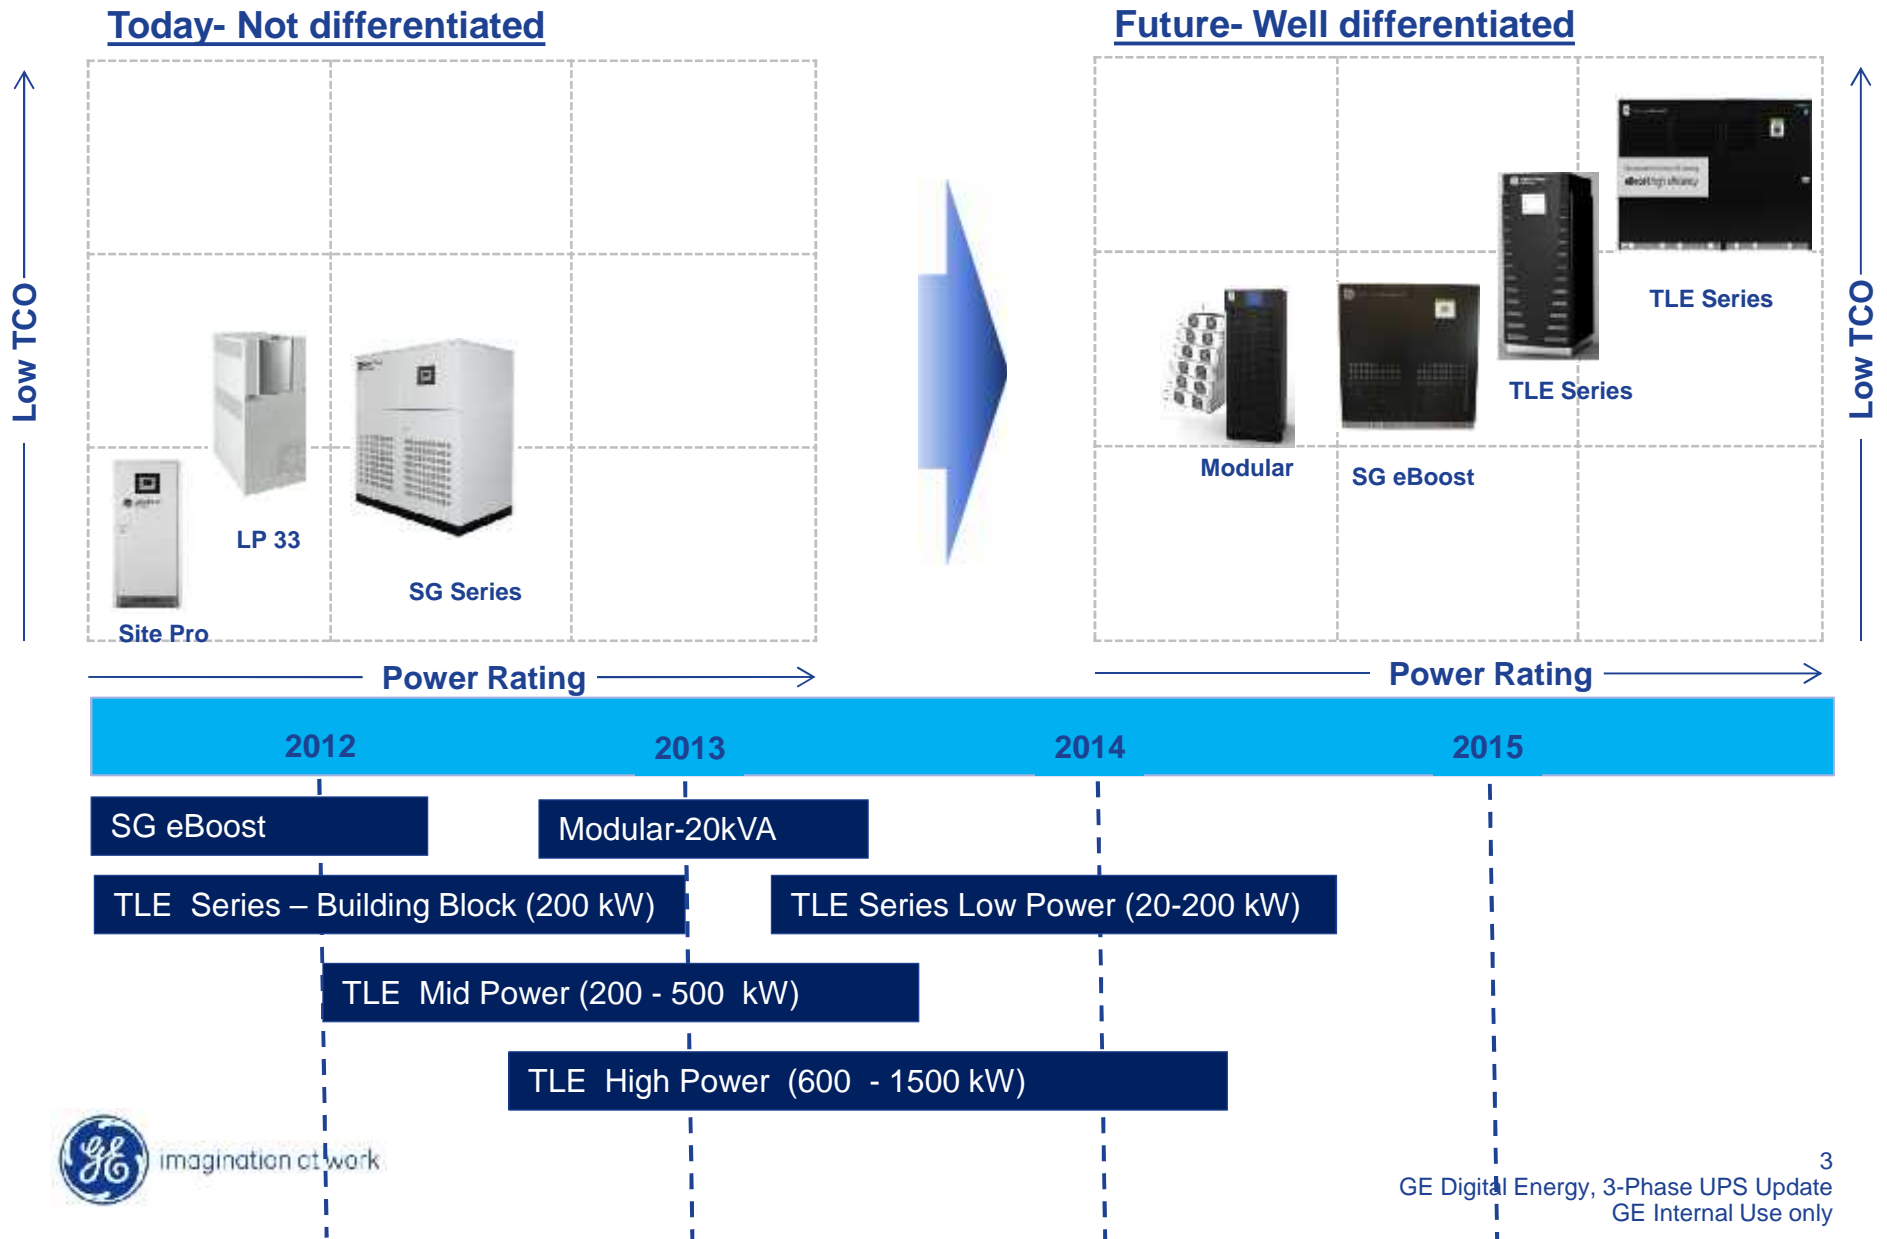 Today- Not differentiated
Future- Well differentiated
Low TCO
LP 33
SG Series
Site Pro
Power Rating
TLE Series
TLE Series
Modular
SG eBoost
Low TCO
Power Rating
2012
2013
2014
2015
SG eBoost
Modular-20kVA
TLE Series – Building Block (200 kW)
TLE Series Low Power (20-200 kW)
TLE Mid Power (200 - 500 kW)
TLE High Power (600 - 1500 kW)
GE
imagination at work
3
GE Digital Energy, 3-Phase UPS Update
GE Internal Use only